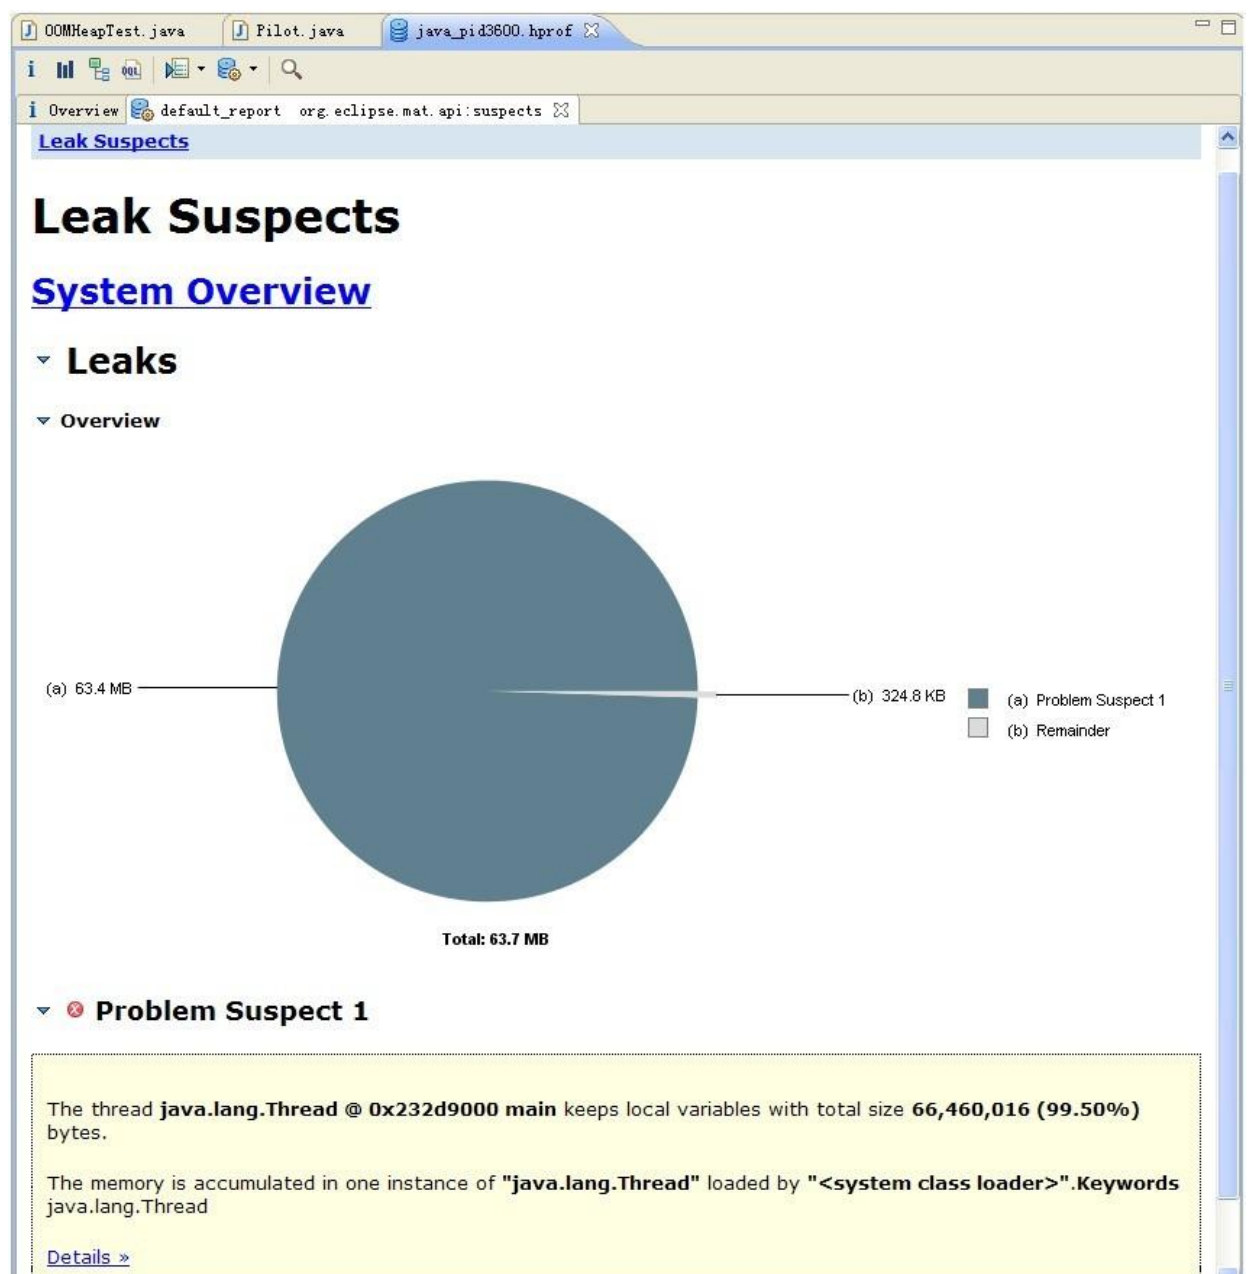 OOMHeapTest.java Pilot.java java_pid3600.hprof
i OQL
i Overview default_report org.eclipse.mat.api:suspects
Leak Suspects
Leak Suspects
System Overview
Leaks
Overview
(a) 63.4 MB
(b) 324.8 KB
(a) Problem Suspect 1
(b) Remainder
Total: 63.7 MB
Problem Suspect 1
The thread java.lang.Thread @ 0x232d9000 main keeps local variables with total size 66,460,016 (99.50%)
bytes.
The memory is accumulated in one instance of "java.lang.Thread" loaded by "<system class loader>".Keywords
java.lang.Thread
Details »